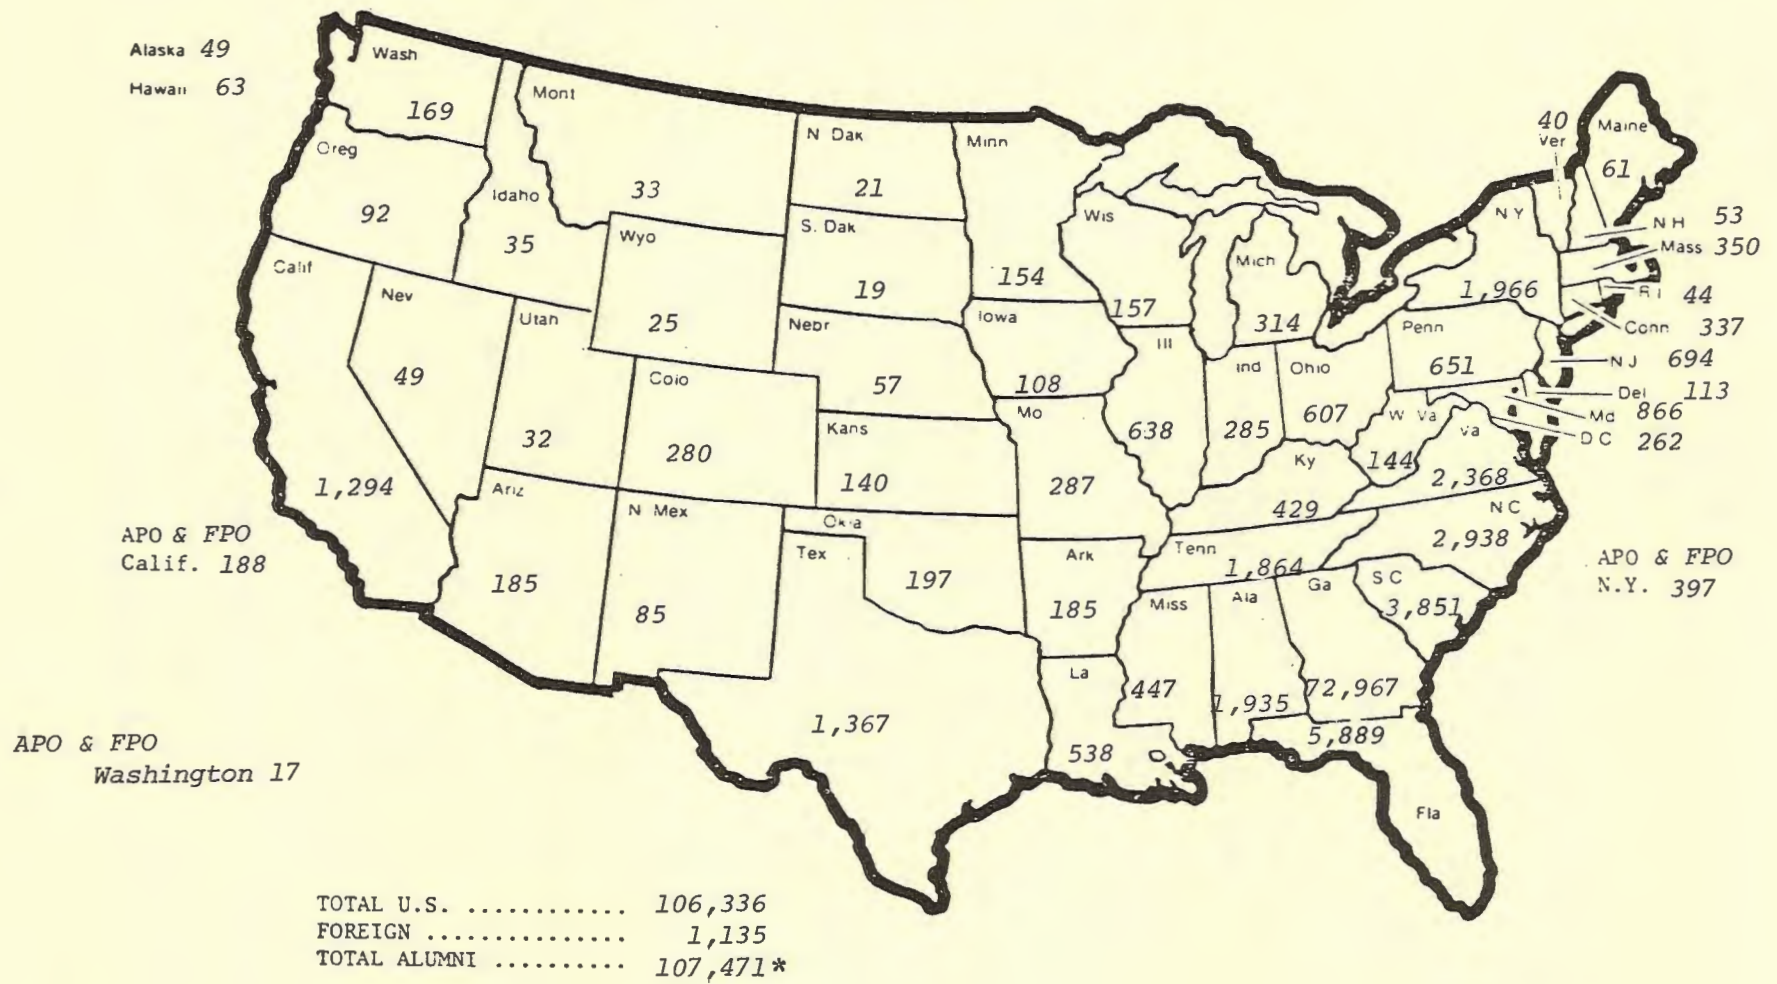 Alaska 49
Hawaii 63
Wash
169
Oreg
92
Idaho
35
Mont
33
N Dak
21
Minn
154
Wyo
25
S. Dak
19
Calif
1,294
Nev
49
Utah
32
Colo
280
Nebr
57
Iowa
108
Wis
157
Mich
314
Ill
638
Ind
285
Ohio
607
Kans
140
Mo
287
Ky
429
W Va
144
Va
2,368
Penn
651
N Y
1,966
40
Ver
Maine
61
N H 53
Mass 350
R I 44
Conn 337
N J 694
Del 113
Md 866
D C 262
Ariz
185
N Mex
85
Okla
197
Tex
1,367
Ark
185
La
538
Tenn
1,864
Miss
447
Ala
1,935
Ga
72,967
N C
2,938
S C
3,851
5,889
Fla
APO & FPO
Calif. 188
APO & FPO
N.Y. 397
APO & FPO
Washington 17
TOTAL U.S. ............ 106,336
FOREIGN ............... 1,135
TOTAL ALUMNI .......... 107,471*